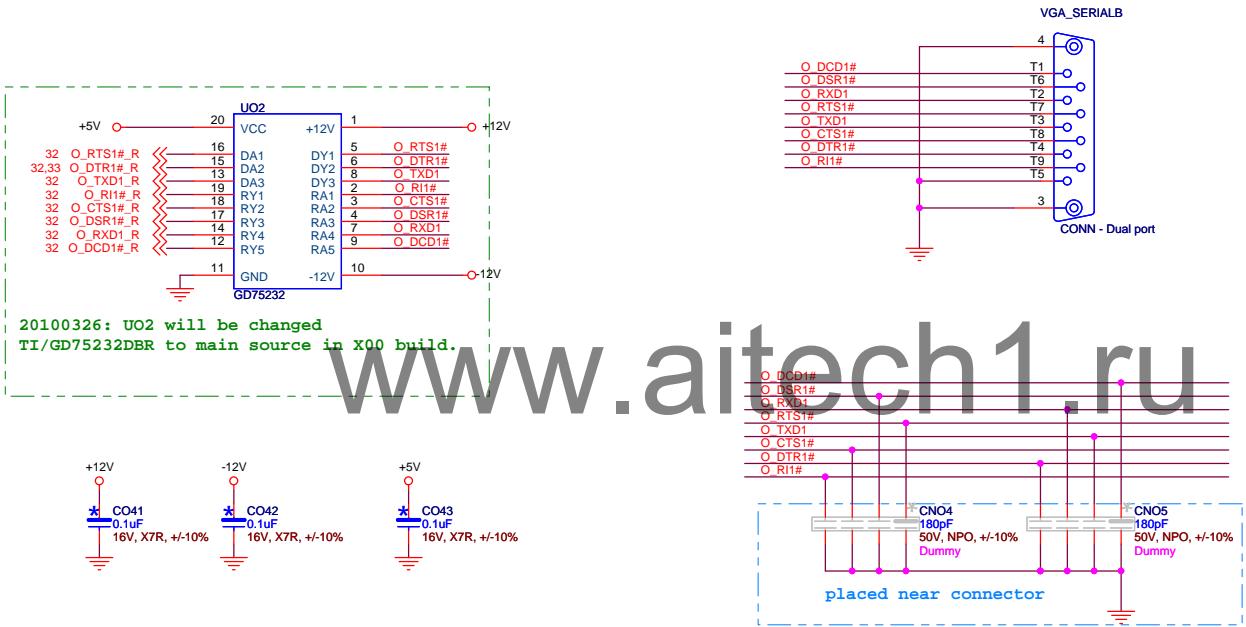 VGA_SERIALB
4
O_DCD1# T1
O_DSR1# T6
O_RXD1 T2
O_RTS1# T7
O_TXD1 T3
O_CTS1# T8
O_DTR1# T4
O_RI1# T9
T5
3
CONN - Dual port
UO2
+5V 20 VCC +12V 1 +12V
32 O_RTS1#_R 16 DA1 DY1 5 O_RTS1#
32,33 O_DTR1#_R 15 DA2 DY2 6 O_DTR1#
32 O_TXD1_R 13 DA3 DY3 8 O_TXD1
32 O_RI1#_R 19 RY1 RA1 2 O_RI1#
32 O_CTS1#_R 18 RY2 RA2 3 O_CTS1#
32 O_DSR1#_R 17 RY3 RA3 4 O_DSR1#
32 O_RXD1_R 14 RY4 RA4 7 O_RXD1
32 O_DCD1#_R 12 RY5 RA5 9 O_DCD1#
11 GND -12V 10 -12V
GD75232
20100326: UO2 will be changed
TI/GD75232DBR to main source in X00 build.
www.aitech1.ru
O_DCD1#
O_DSR1#
O_RXD1
O_RTS1#
O_TXD1
O_CTS1#
O_DTR1#
O_RI1#
+12V
* CO41
0.1uF
16V, X7R, +/-10%
-12V
* CO42
0.1uF
16V, X7R, +/-10%
+5V
* CO43
0.1uF
16V, X7R, +/-10%
* CNO4
180pF
50V, NPO, +/-10%
Dummy
* CNO5
180pF
50V, NPO, +/-10%
Dummy
placed near connector